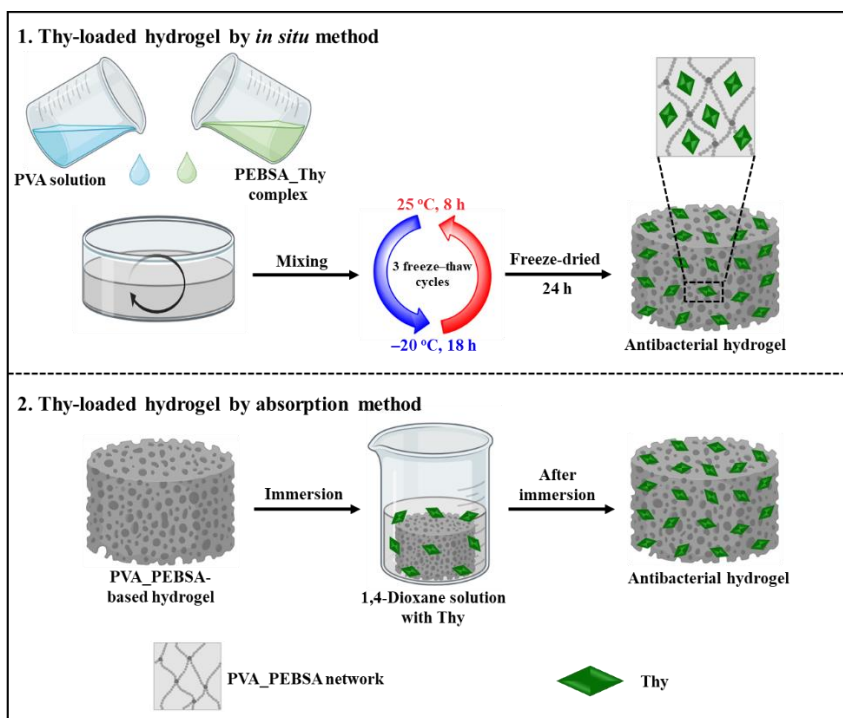 1. Thy-loaded hydrogel by in situ method
PVA solution
PEBSA_Thy
complex
Mixing
25 °C, 8 h
3 freeze–thaw
cycles
−20 °C, 18 h
Freeze-dried
24 h
Antibacterial hydrogel
2. Thy-loaded hydrogel by absorption method
PVA_PEBSA-
based hydrogel
Immersion
1,4-Dioxane solution
with Thy
After
immersion
Antibacterial hydrogel
PVA_PEBSA network
Thy